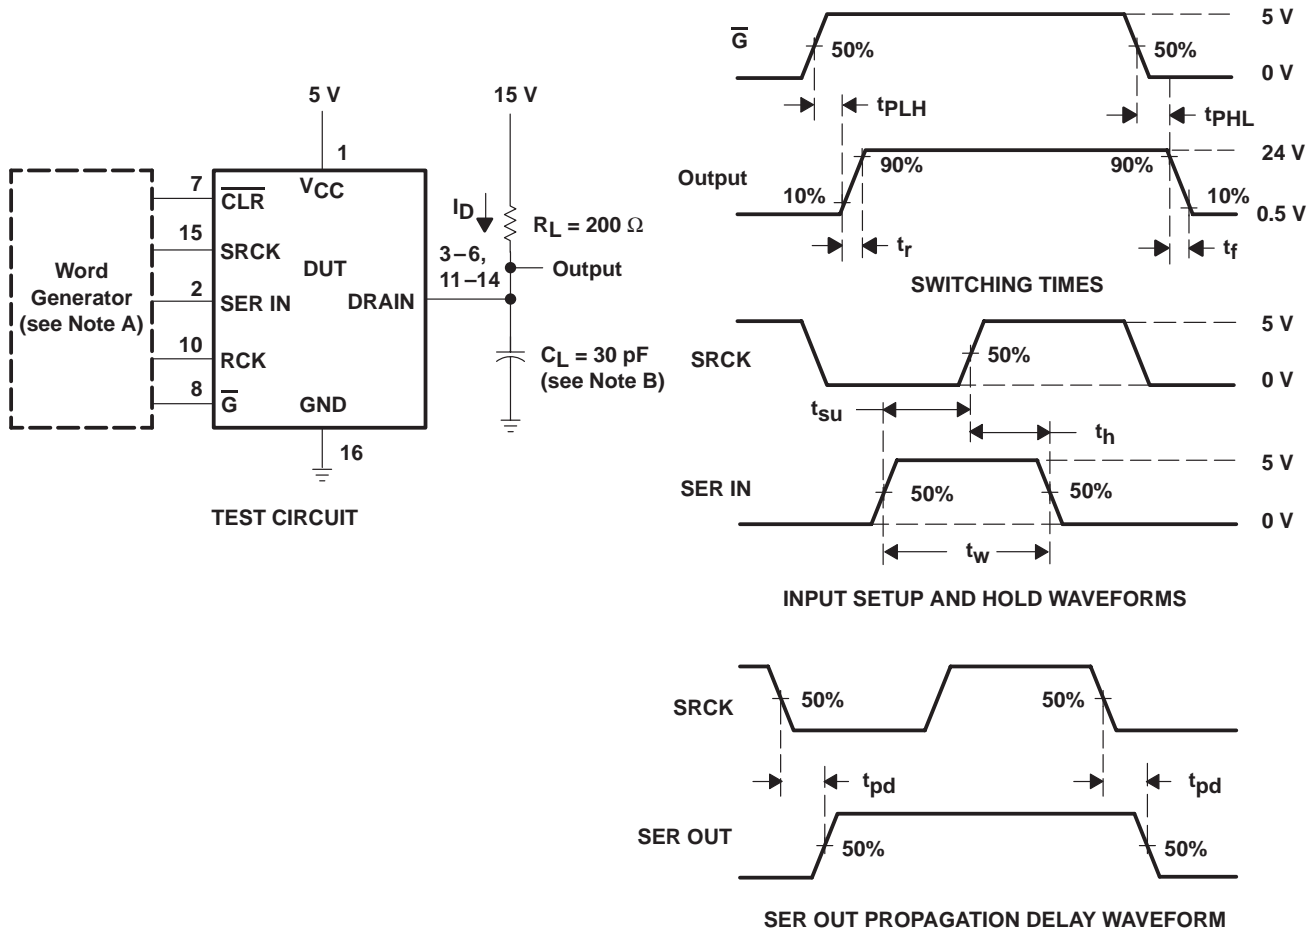 5 V
15 V
1
VCC
7
CLR
15
SRCK
2
SER IN
10
RCK
8
G
DUT
DRAIN
GND
16
Word
Generator
(see Note A)
ID
RL = 200 Ω
3–6,
11–14
Output
CL = 30 pF
(see Note B)
TEST CIRCUIT
G
50%
50%
5 V
0 V
tPLH
tPHL
Output
10%
90%
90%
10%
24 V
0.5 V
tr
tf
SWITCHING TIMES
SRCK
50%
5 V
0 V
tsu
th
SER IN
50%
50%
5 V
0 V
tw
INPUT SETUP AND HOLD WAVEFORMS
SRCK
50%
50%
tpd
tpd
SER OUT
50%
50%
SER OUT PROPAGATION DELAY WAVEFORM